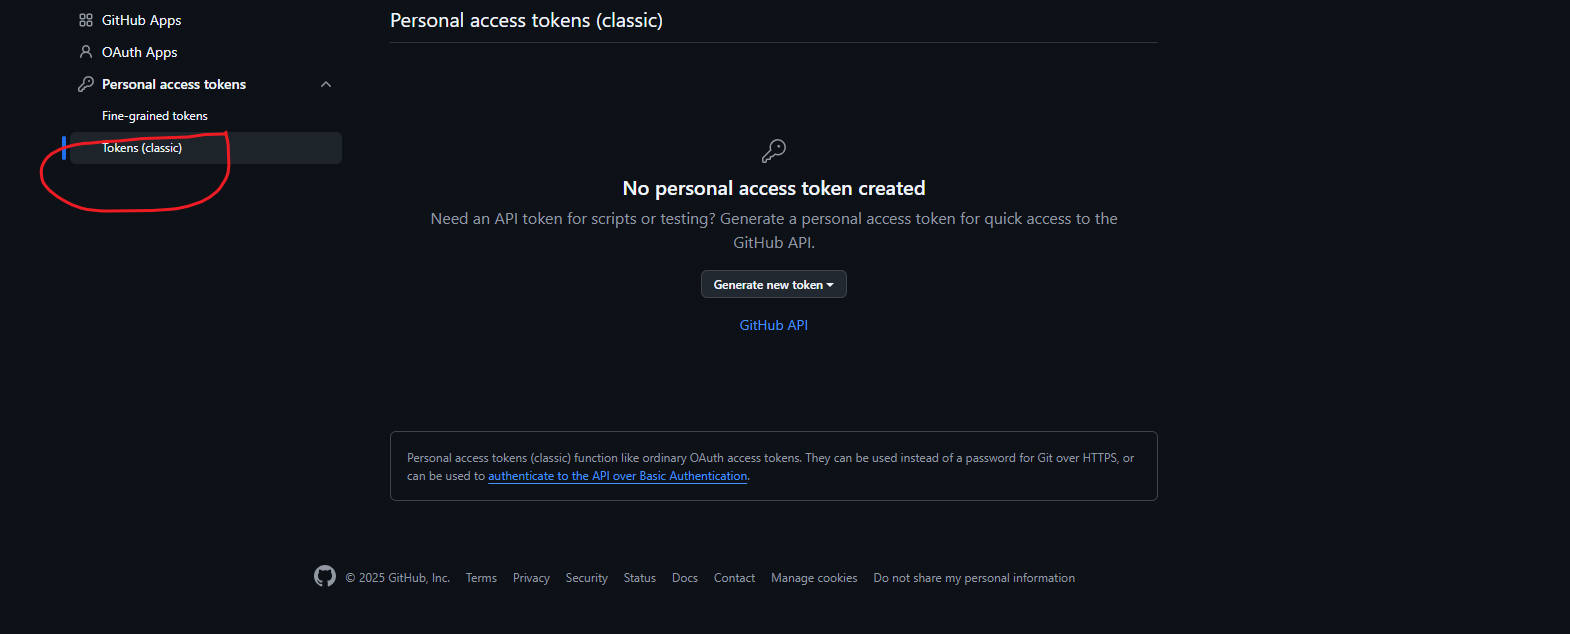 GitHub Apps
OAuth Apps
Personal access tokens
Fine-grained tokens
Tokens (classic)
Personal access tokens (classic)
No personal access token created
Need an API token for scripts or testing? Generate a personal access token for quick access to the
GitHub API.
Generate new token
GitHub API
Personal access tokens (classic) function like ordinary OAuth access tokens. They can be used instead of a password for Git over HTTPS, or
can be used to authenticate to the API over Basic Authentication.
© 2025 GitHub, Inc. Terms Privacy Security Status Docs Contact Manage cookies Do not share my personal information